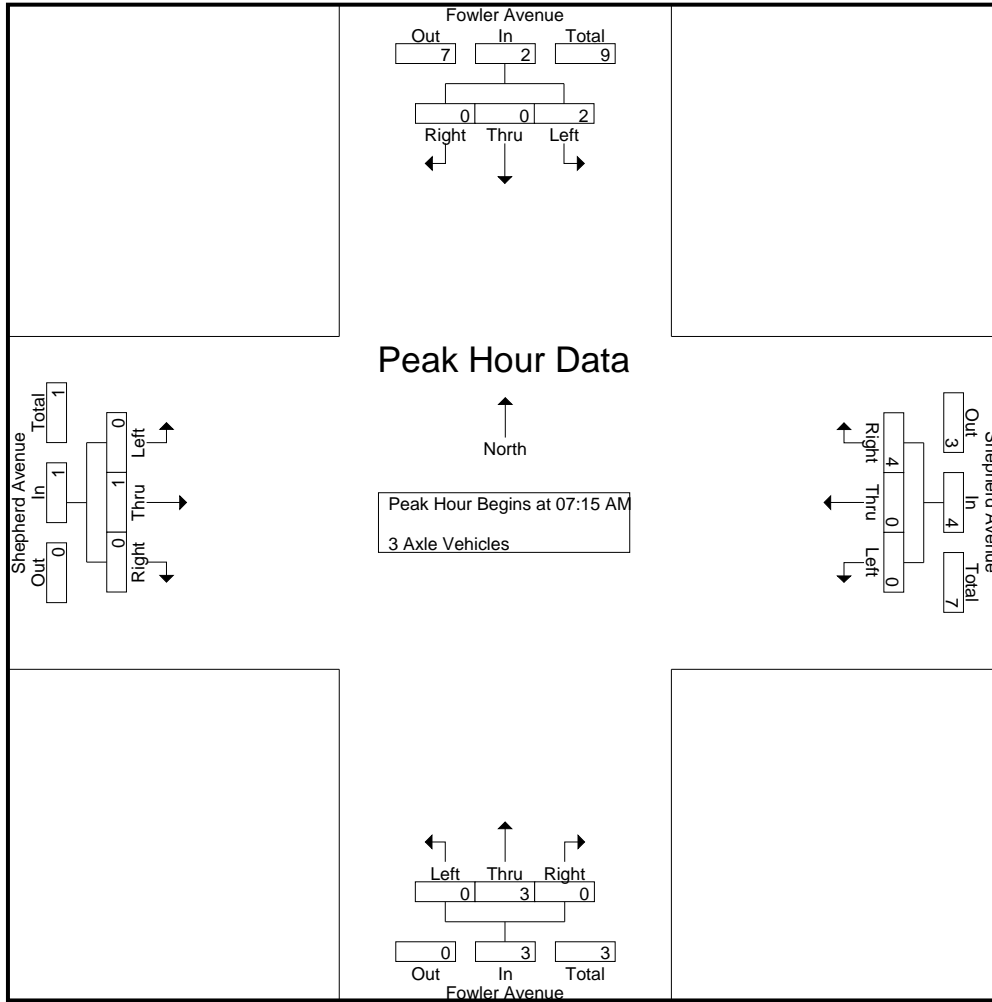 Fowler Avenue
Out In Total
7 2 9
0 0 2
Right Thru Left
Peak Hour Data
North
Peak Hour Begins at 07:15 AM
3 Axle Vehicles
Shepherd Avenue
Out In Total
0 1 1
0 1 0
Right Thru Left
Shepherd Avenue
Out In Total
3 4 7
4 0 0
Right Thru Left
Left Thru Right
0 3 0
0 3 3
Out In Total
Fowler Avenue